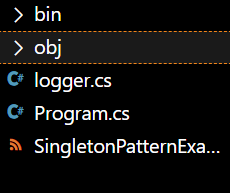 bin
obj
logger.cs
Program.cs
SingletonPatternExa...